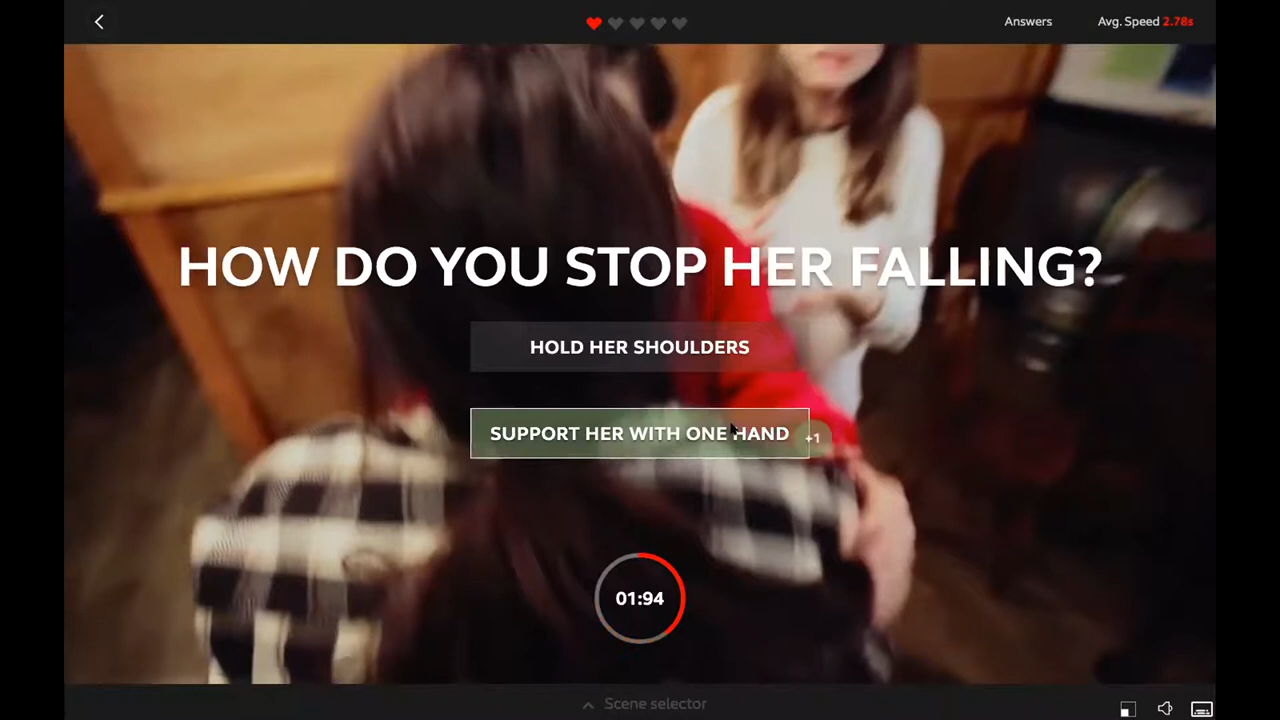 Answers
Avg. Speed 2.78s
HOW DO YOU STOP HER FALLING?
HOLD HER SHOULDERS
SUPPORT HER WITH ONE HAND
+1
01:94
Scene selector